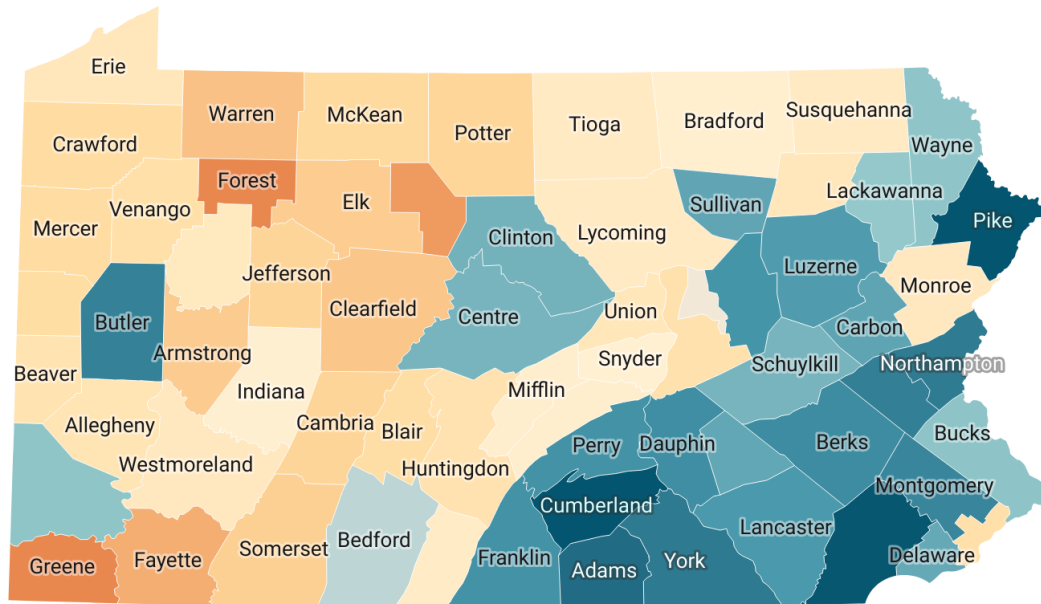 Erie
Warren
McKean
Potter
Tioga
Bradford
Susquehanna
Crawford
Wayne
Forest
Elk
Lackawanna
Venango
Sullivan
Pike
Mercer
Clinton
Lycoming
Jefferson
Luzerne
Monroe
Clearfield
Union
Butler
Centre
Carbon
Armstrong
Snyder
Schuylkill
Northampton
Beaver
Indiana
Mifflin
Allegheny
Cambria
Blair
Perry
Dauphin
Berks
Bucks
Westmoreland
Huntingdon
Montgomery
Cumberland
Lancaster
Somerset
Bedford
Franklin
Delaware
Greene
Fayette
Adams
York